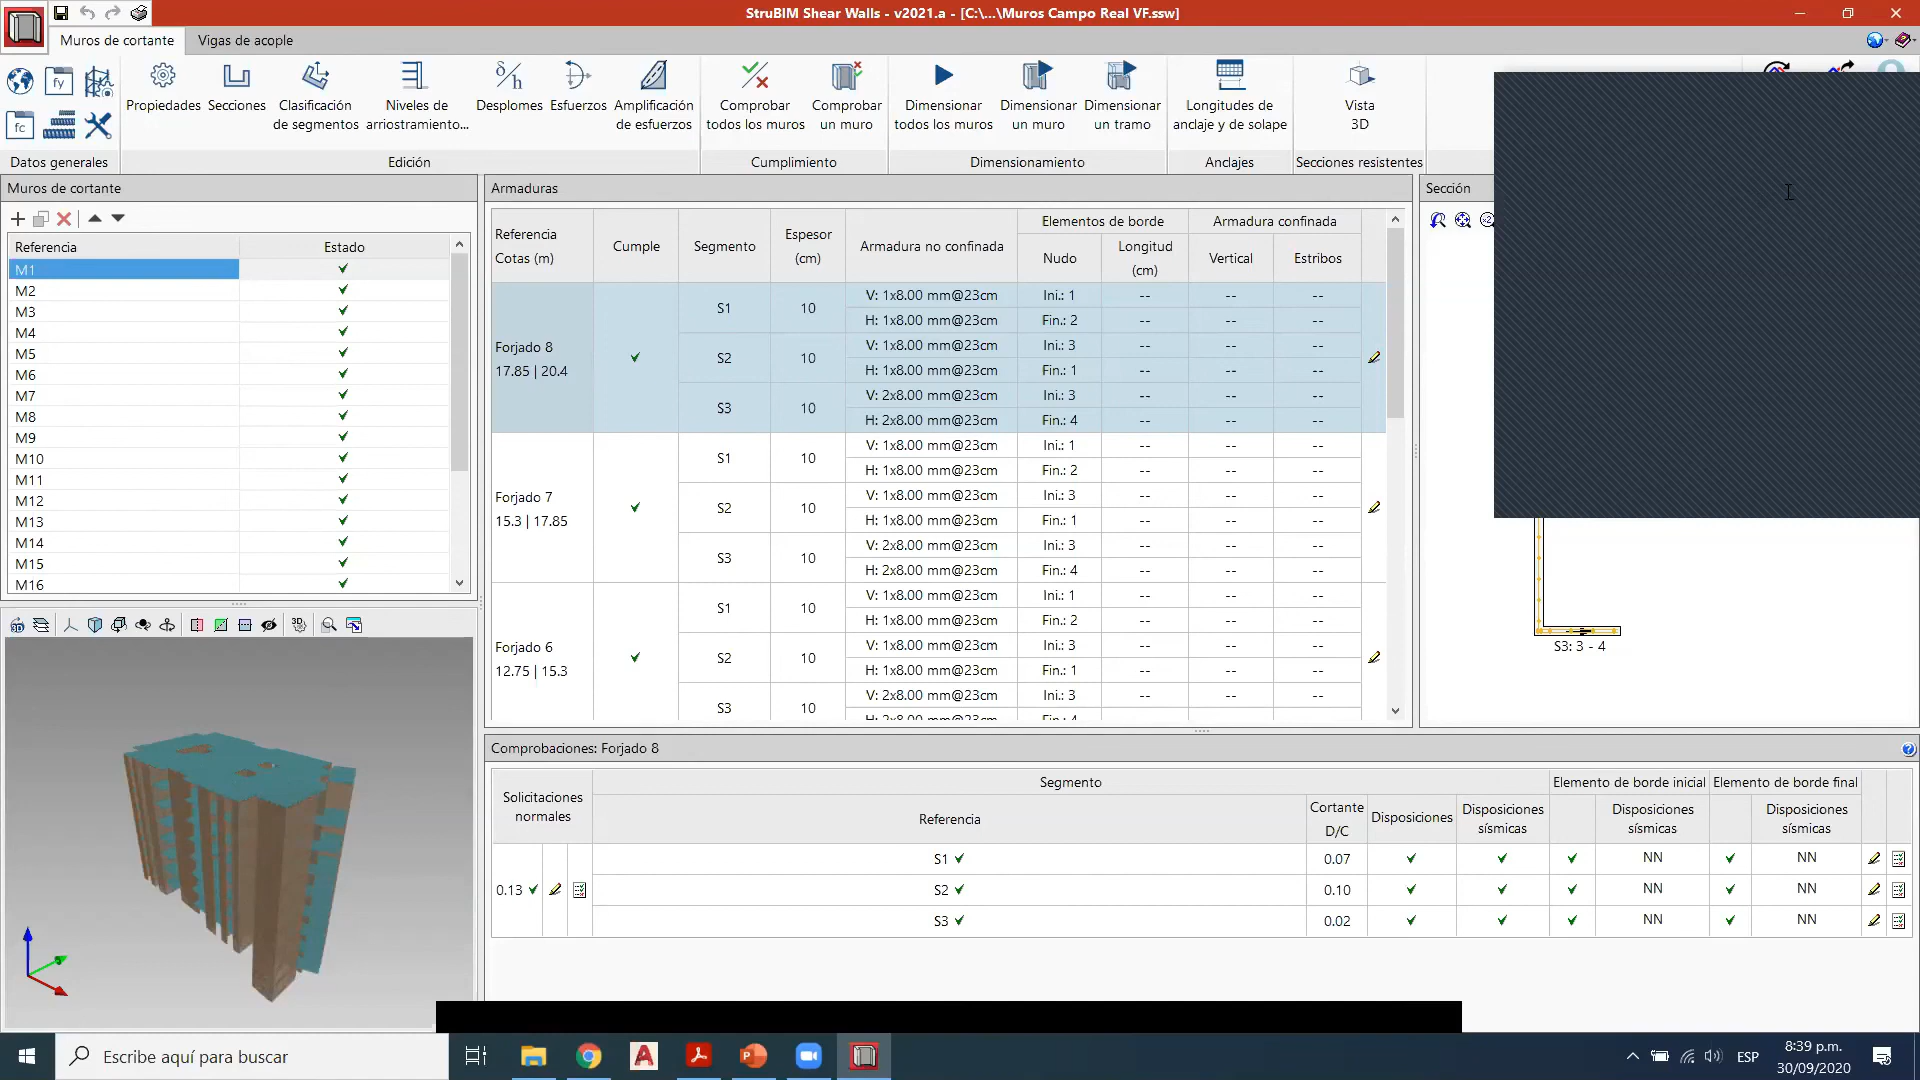 StruBIM Shear Walls - v2021.a - [C:\...\Muros Campo Real VF.ssw]
Muros de cortante
Vigas de acople
fy
fc
Propiedades
Secciones
Clasificación
de segmentos
Niveles de
arriostramiento...
δ/h
Desplomes
Esfuerzos
Amplificación
de esfuerzos
Comprobar
todos los muros
Comprobar
un muro
Dimensionar
todos los muros
Dimensionar
un muro
Dimensionar
un tramo
Longitudes de
anclaje y de solape
Vista
3D
Datos generales
Edición
Cumplimiento
Dimensionamiento
Anclajes
Secciones resistentes
Muros de cortante
Referencia Estado
M1
M2
M3
M4
M5
M6
M7
M8
M9
M10
M11
M12
M13
M14
M15
M16
Armaduras
Referencia
Cotas (m)
Cumple
Segmento
Espesor
(cm)
Armadura no confinada
Elementos de borde
Nudo
Longitud
(cm)
Armadura confinada
Vertical
Estribos
Forjado 8
17.85 | 20.4
S1 10 V: 1x8.00 mm@23cm Ini.: 1 -- -- --
H: 1x8.00 mm@23cm Fin.: 2 -- -- --
S2 10 V: 1x8.00 mm@23cm Ini.: 3 -- -- --
H: 1x8.00 mm@23cm Fin.: 1 -- -- --
S3 10 V: 2x8.00 mm@23cm Ini.: 3 -- -- --
H: 2x8.00 mm@23cm Fin.: 4 -- -- --
Forjado 7
15.3 | 17.85
S1 10 V: 1x8.00 mm@23cm Ini.: 1 -- -- --
H: 1x8.00 mm@23cm Fin.: 2 -- -- --
S2 10 V: 1x8.00 mm@23cm Ini.: 3 -- -- --
H: 1x8.00 mm@23cm Fin.: 1 -- -- --
S3 10 V: 2x8.00 mm@23cm Ini.: 3 -- -- --
H: 2x8.00 mm@23cm Fin.: 4 -- -- --
Forjado 6
12.75 | 15.3
S1 10 V: 1x8.00 mm@23cm Ini.: 1 -- -- --
H: 1x8.00 mm@23cm Fin.: 2 -- -- --
S2 10 V: 1x8.00 mm@23cm Ini.: 3 -- -- --
H: 1x8.00 mm@23cm Fin.: 1 -- -- --
S3 10 V: 2x8.00 mm@23cm Ini.: 3 -- -- --
H: 2x8.00 mm@23cm Fin.: 4 -- -- --
Sección
S3: 3 - 4
Comprobaciones: Forjado 8
Solicitaciones
normales
Segmento
Referencia
Cortante
D/C
Disposiciones
Disposiciones
sísmicas
Elemento de borde inicial
Disposiciones
sísmicas
Elemento de borde final
Disposiciones
sísmicas
0.13
S1 0.07 NN NN
S2 0.10 NN NN
S3 0.02 NN NN
Escribe aquí para buscar
ESP
8:39 p.m.
30/09/2020